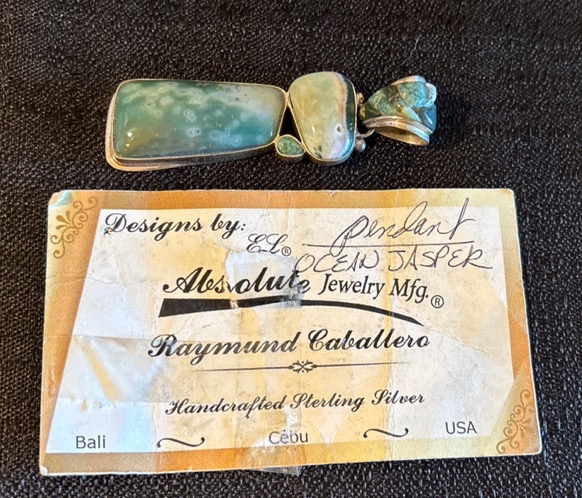 Designs by:
EL® pendant
OCEAN JASPER
Absolute Jewelry Mfg.®
Raymund Caballero
Handcrafted Sterling Silver
Bali Cebu USA